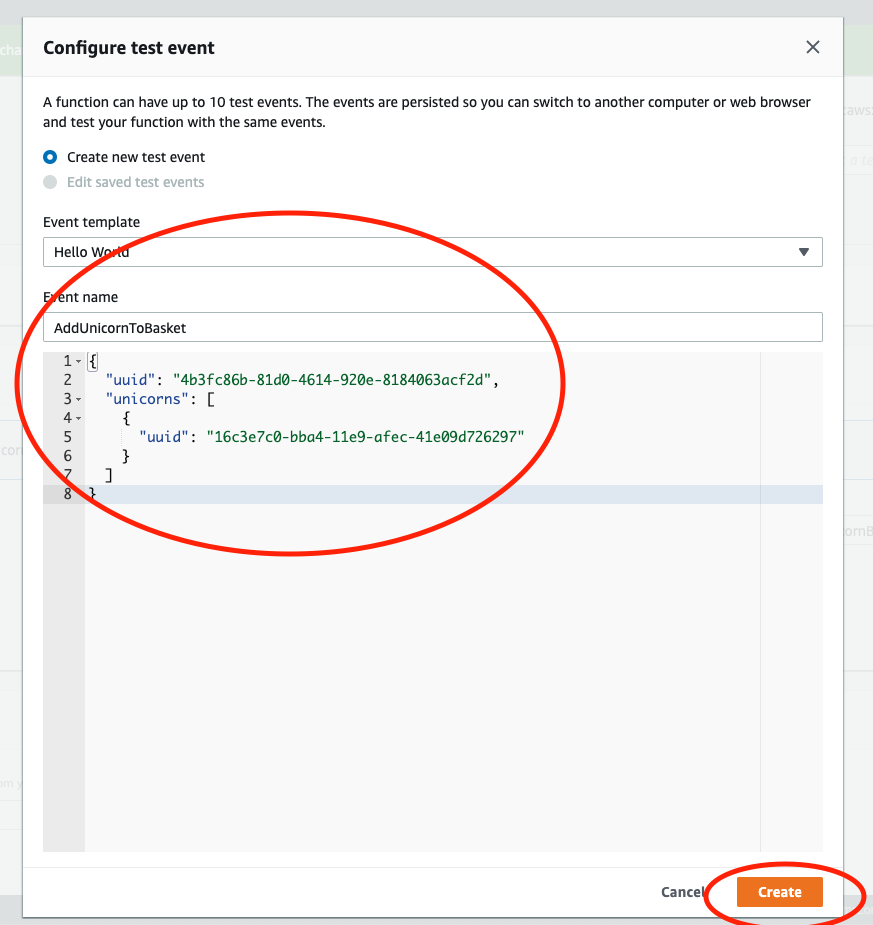 Configure test event
A function can have up to 10 test events. The events are persisted so you can switch to another computer or web browser
and test your function with the same events.
Create new test event
Edit saved test events
Event template
Hello World
Event name
AddUnicornToBasket
1 {
2 "uuid": "4b3fc86b-81d0-4614-920e-8184063acf2d",
3 "unicorns": [
4 {
5 "uuid": "16c3e7c0-bba4-11e9-afec-41e09d726297"
6 }
7 ]
8 }
Cancel
Create